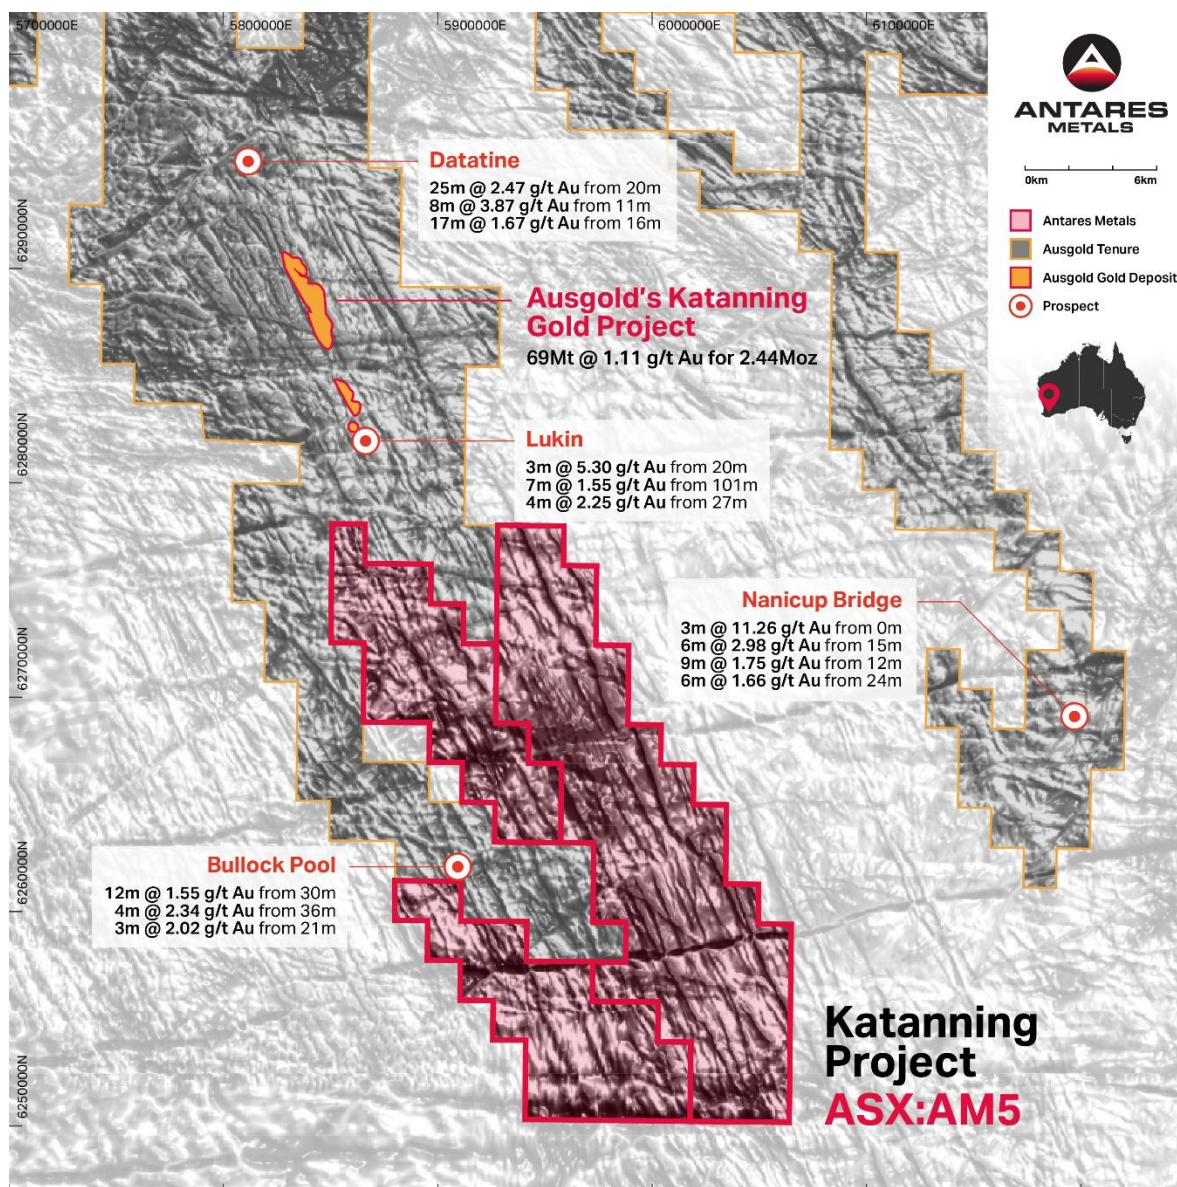 5700000E
5800000E
5900000E
6000000E
6100000E
ANTARES
METALS
0km
6km
Antares Metals
Ausgold Tenure
Ausgold Gold Deposit
Prospect
Datatine
25m @ 2.47 g/t Au from 20m
8m @ 3.87 g/t Au from 11m
17m @ 1.67 g/t Au from 16m
6290000N
Ausgold's Katanning
Gold Project
69Mt @ 1.11 g/t Au for 2.44Moz
Lukin
3m @ 5.30 g/t Au from 20m
7m @ 1.55 g/t Au from 101m
4m @ 2.25 g/t Au from 27m
6280000N
Nanicup Bridge
3m @ 11.26 g/t Au from 0m
6m @ 2.98 g/t Au from 15m
9m @ 1.75 g/t Au from 12m
6m @ 1.66 g/t Au from 24m
6270000N
Bullock Pool
12m @ 1.55 g/t Au from 30m
4m @ 2.34 g/t Au from 36m
3m @ 2.02 g/t Au from 21m
6260000N
Katanning
Project
ASX:AM5
6250000N